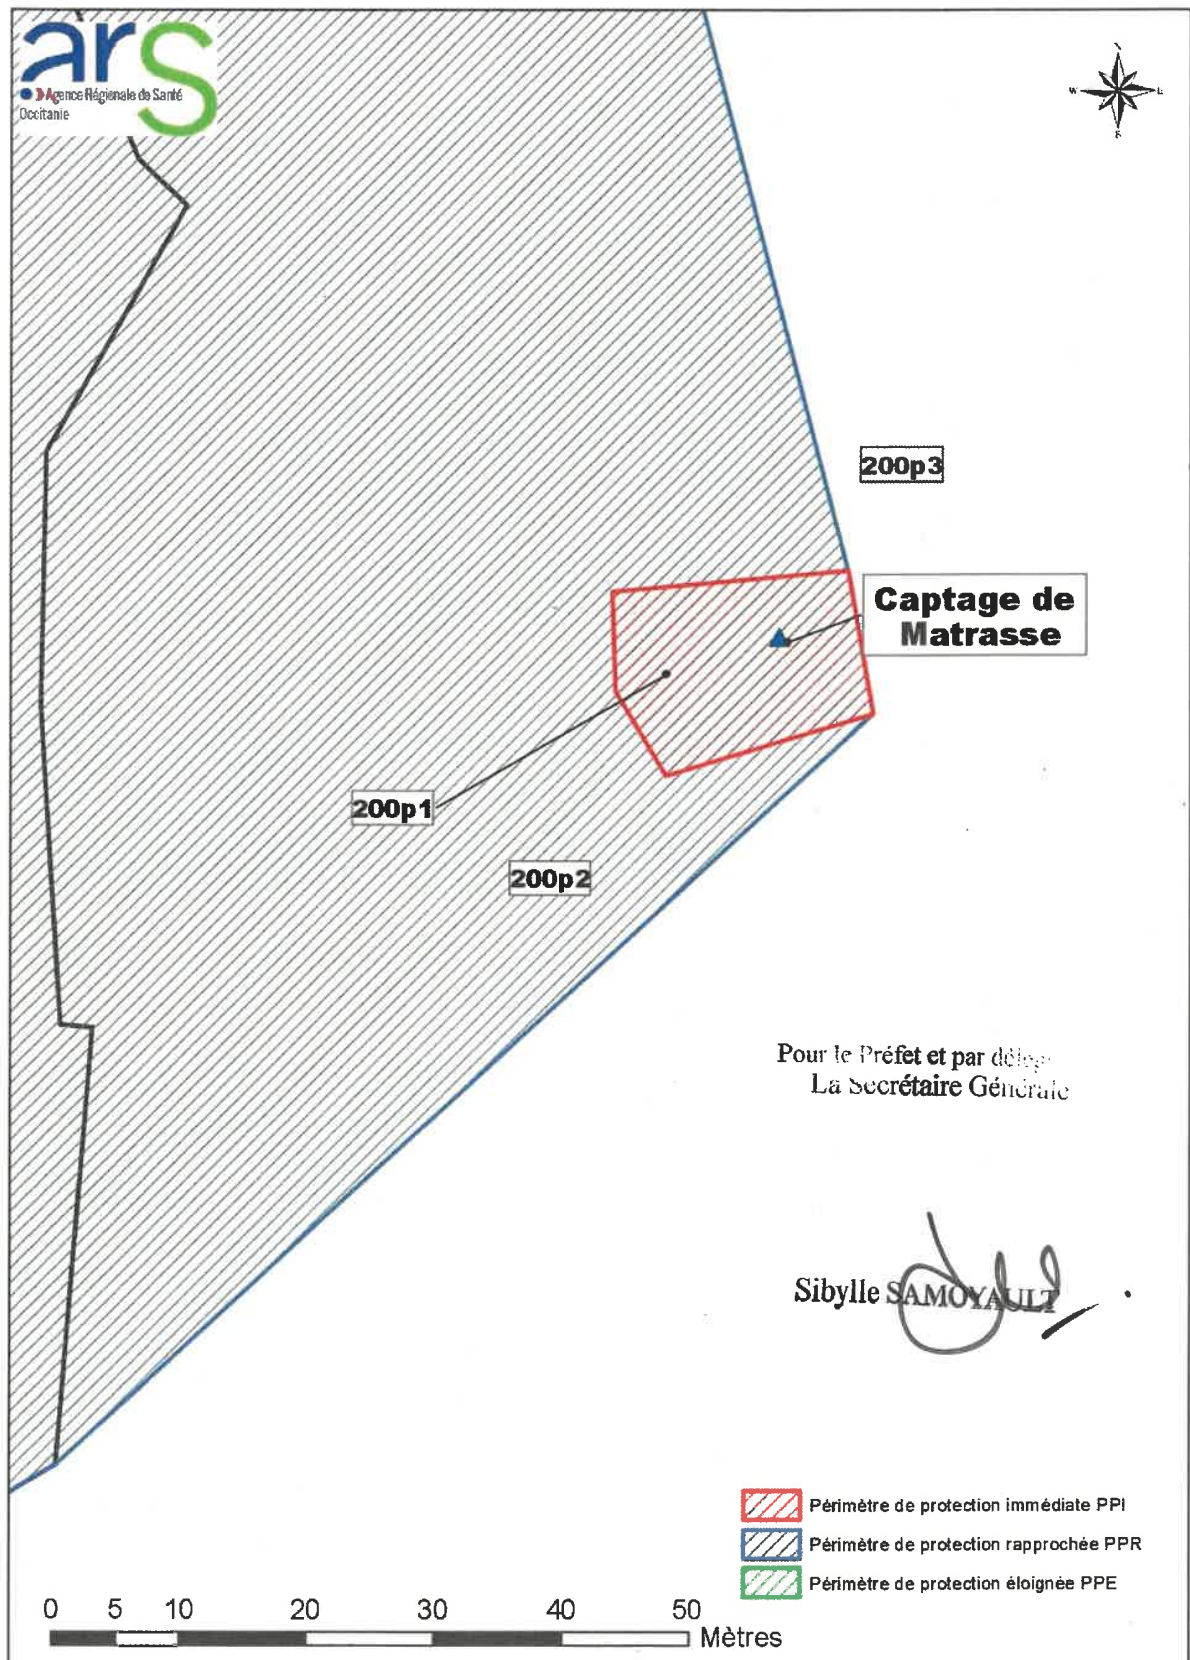 ars
Agence Régionale de Santé
Occitanie
N
W E
S
200p3
Captage de
Matrasse
200p1
200p2
Pour le Préfet et par
La Secrétaire Générale
Sibylle SAMOYAULT
Périmètre de protection immédiate PPI
Périmètre de protection rapprochée PPR
Périmètre de protection éloignée PPE
0 5 10 20 30 40 50
Mètres